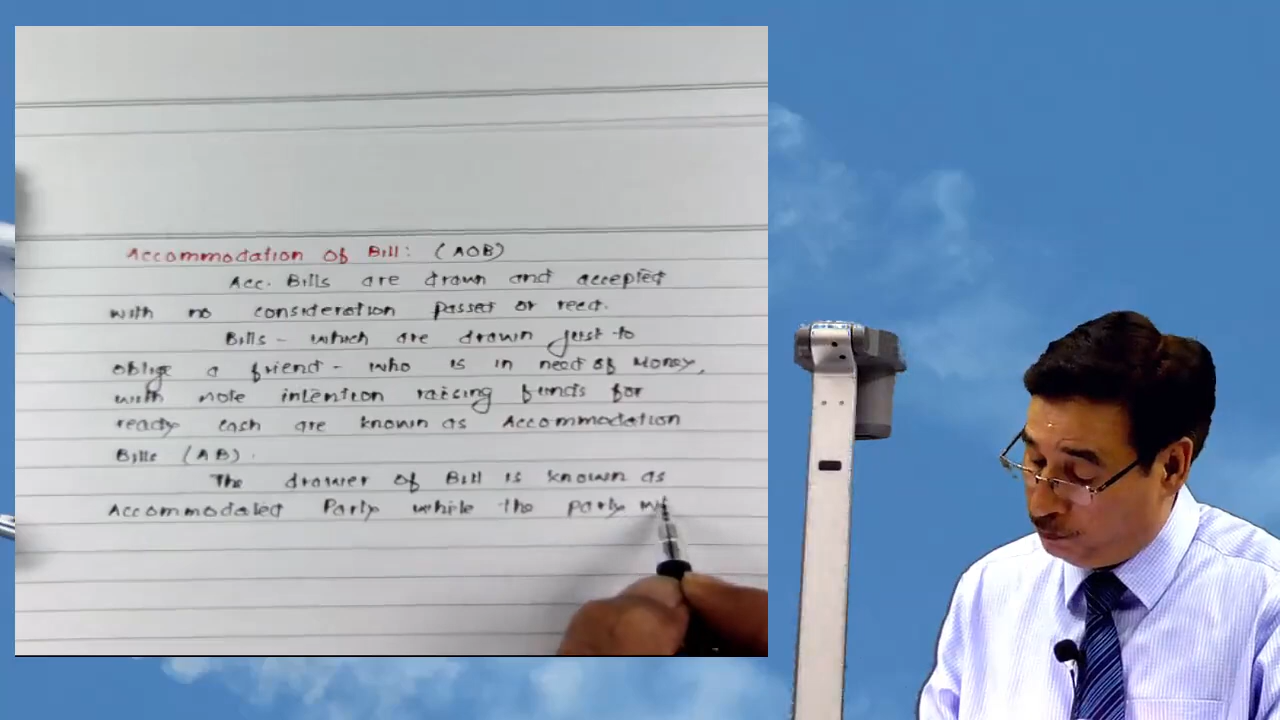 Accommodation of Bill: (AOB)
Acc. Bills are drawn and accepted
with no consideration passed or recd.
Bills - which are drawn just to
oblige a friend - who is in need of Money,
with note intention raising funds for
ready cash are known as Accommodation
Bills (AB).
The drawer of Bill is known as
Accommodated Party while the party